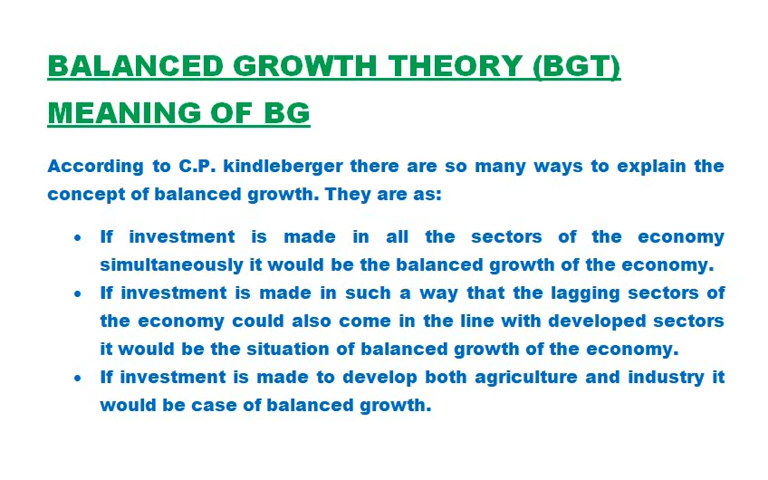 BALANCED GROWTH THEORY (BGT)
MEANING OF BG
According to C.P. kindleberger there are so many ways to explain the
concept of balanced growth. They are as:
• If investment is made in all the sectors of the economy
simultaneously it would be the balanced growth of the economy.
• If investment is made in such a way that the lagging sectors of
the economy could also come in the line with developed sectors
it would be the situation of balanced growth of the economy.
• If investment is made to develop both agriculture and industry it
would be case of balanced growth.